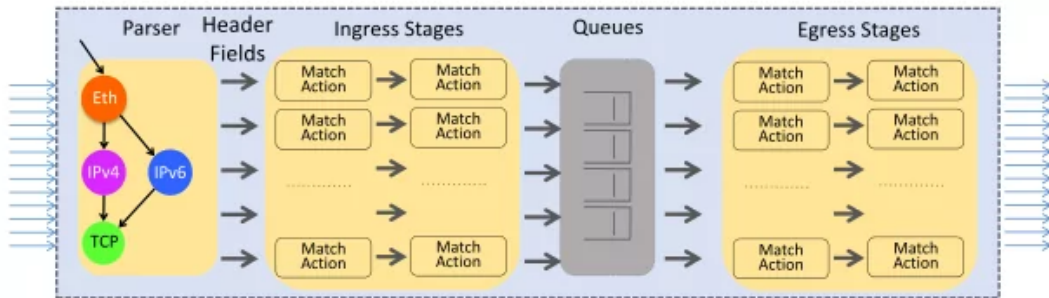 Parser
Header
Fields
Ingress Stages
Queues
Egress Stages
Eth
IPv4
IPv6
TCP
Match
Action
Match
Action
Match
Action
Match
Action
Match
Action
Match
Action
Match
Action
Match
Action
Match
Action
Match
Action
Match
Action
Match
Action